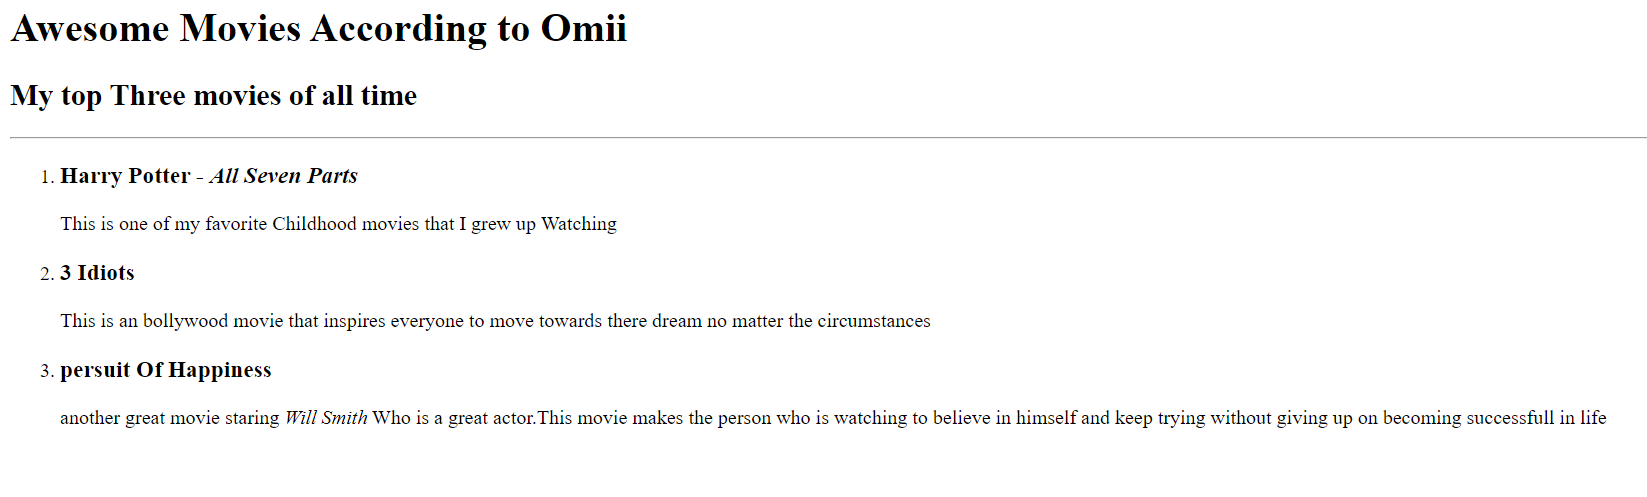 Awesome Movies According to Omii
My top Three movies of all time
1. Harry Potter - All Seven Parts
This is one of my favorite Childhood movies that I grew up Watching
2. 3 Idiots
This is an bollywood movie that inspires everyone to move towards there dream no matter the circumstances
3. persuit Of Happiness
another great movie staring Will Smith Who is a great actor.This movie makes the person who is watching to believe in himself and keep trying without giving up on becoming successfull in life